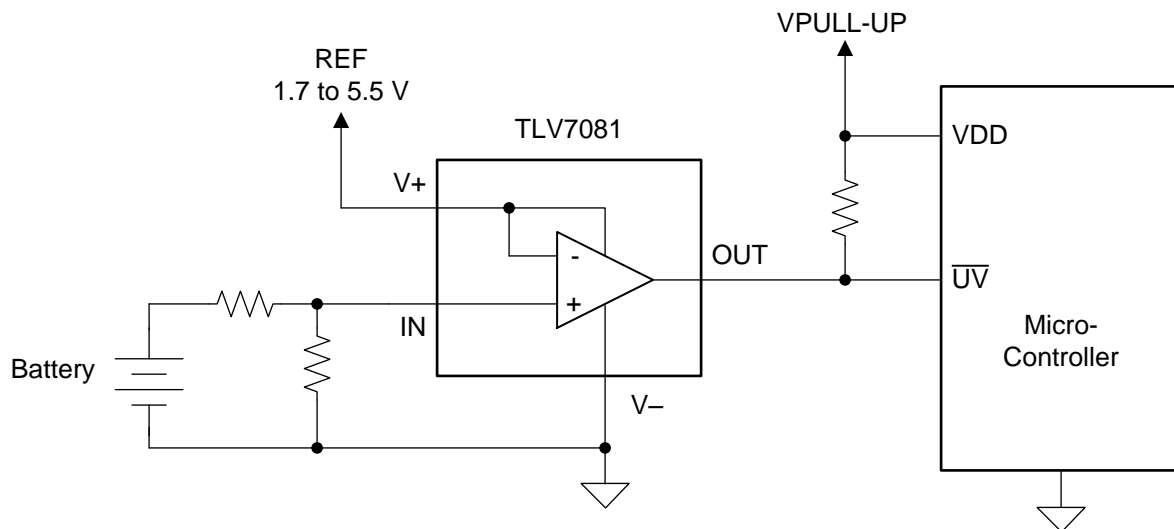 VPULL-UP
REF
1.7 to 5.5 V
TLV7081
VDD
V+
-
OUT
UV
+
IN
Micro-
Controller
Battery
V–